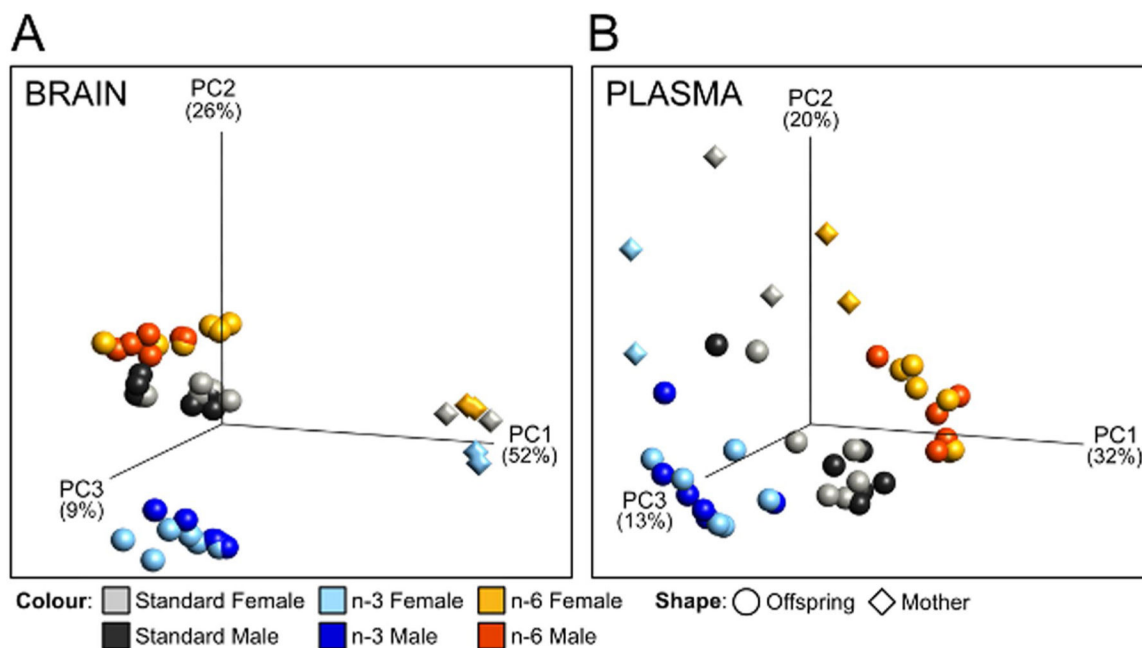 A
B
BRAIN
PC2
(26%)
PC1
(52%)
PC3
(9%)
PLASMA
PC2
(20%)
PC1
(32%)
PC3
(13%)
Colour: Standard Female n-3 Female n-6 Female Shape: Offspring Mother
Standard Male n-3 Male n-6 Male